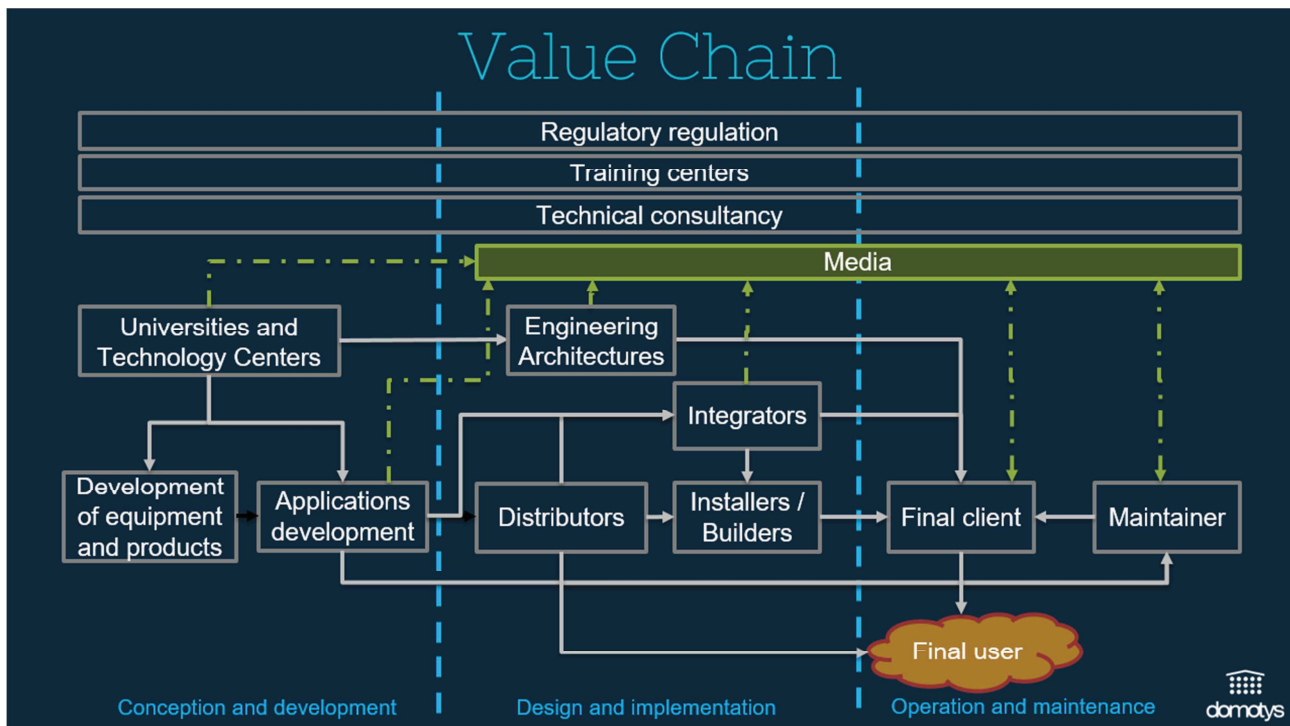 Value Chain
Regulatory regulation
Training centers
Technical consultancy
Media
Universities and
Technology Centers
Engineering
Architectures
Integrators
Development
of equipment
and products
Applications
development
Distributors
Installers /
Builders
Final client
Maintainer
Final user
Conception and development
Design and implementation
Operation and maintenance
domotys